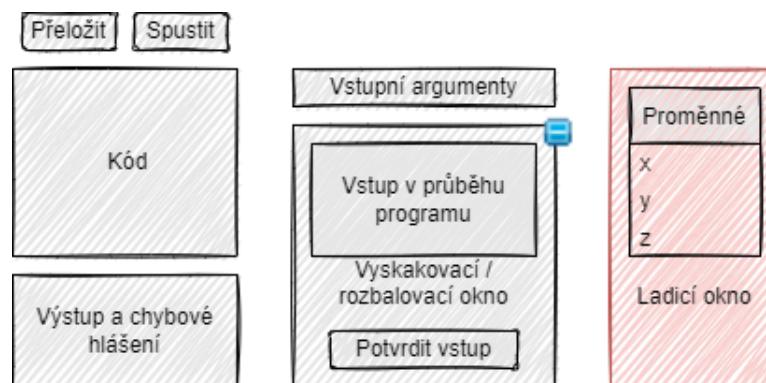 Přeložit
Spustit
Kód
Výstup a chybové
hlášení
Vstupní argumenty
Vstup v průběhu
programu
Vyskakovací /
rozbalovací okno
Potvrdit vstup
Proměnné
x
y
z
Ladicí okno